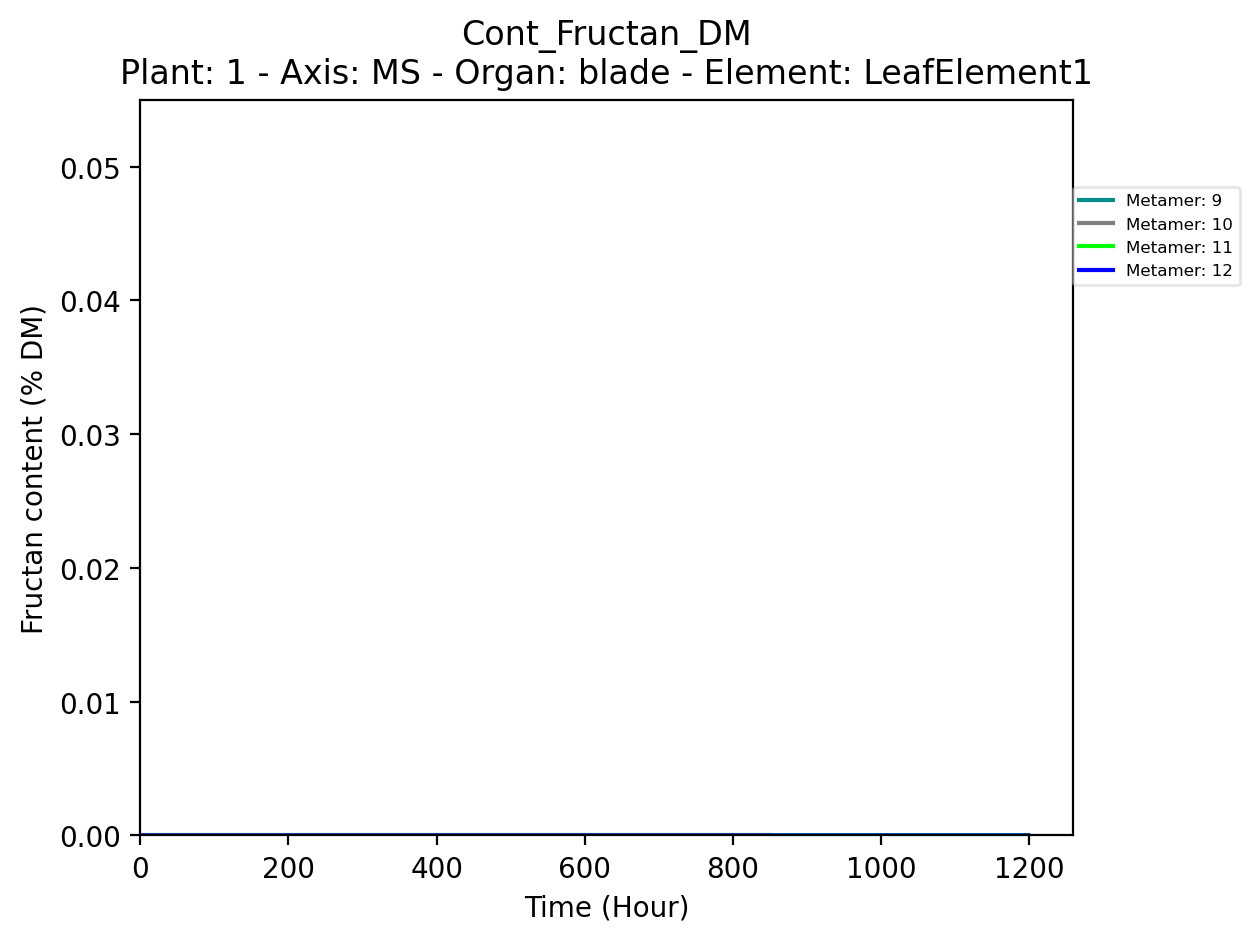 Cont_Fructan_DM
Plant: 1 - Axis: MS - Organ: blade - Element: LeafElement1
0.05
0.04
0.03
0.02
0.01
0.00
Fructan content (% DM)
0 200 400 600 800 1000 1200
Time (Hour)
Metamer: 9
Metamer: 10
Metamer: 11
Metamer: 12